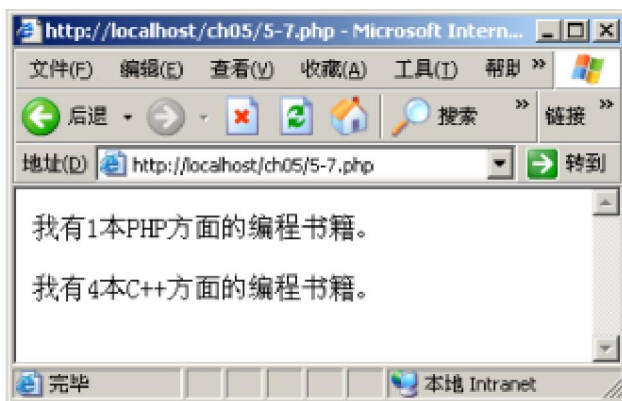 http://localhost/ch05/5-7.php - Microsoft Intern...
文件(F) 编辑(E) 查看(V) 收藏(A) 工具(T) 帮助 »
后退 搜索 » 链接 »
地址(D) http://localhost/ch05/5-7.php 转到
我有1本PHP方面的编程书籍。
我有4本C++方面的编程书籍。
完毕 本地 Intranet